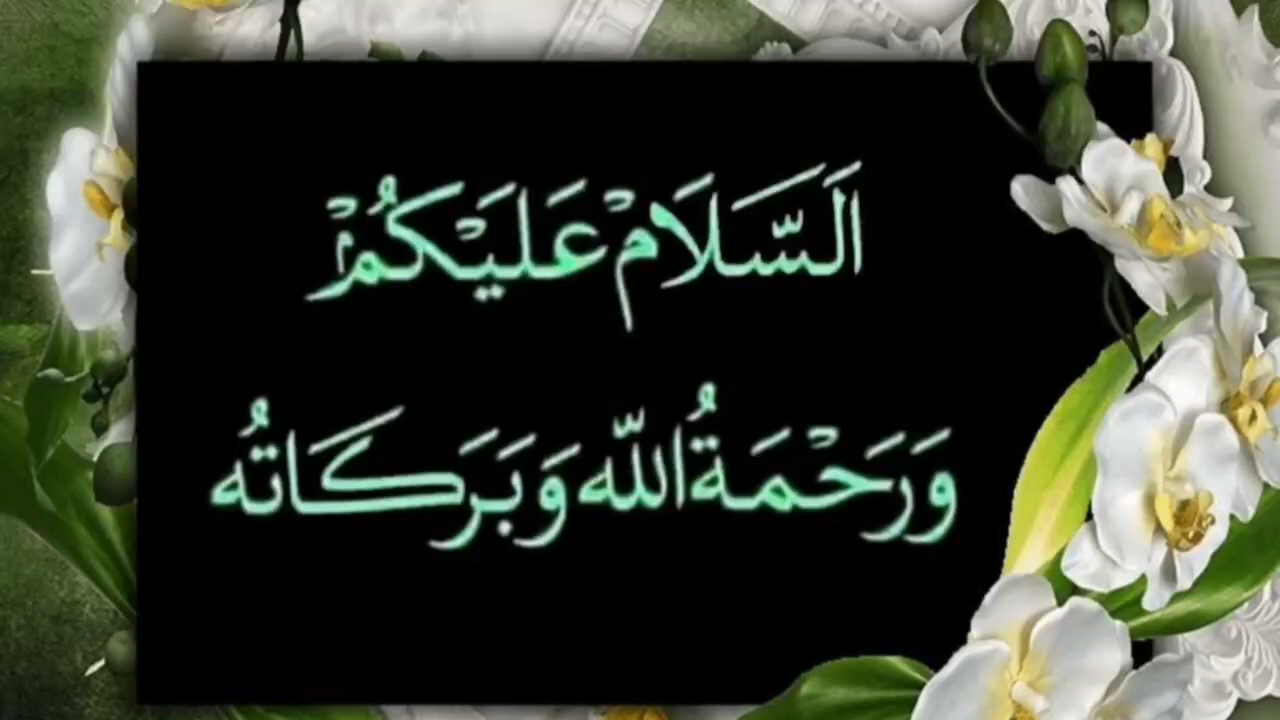 اَلسَّلَامْ عَلَيْكُمْ
وَرَحْمَةُ اللّه وَبَرَكَاتُه